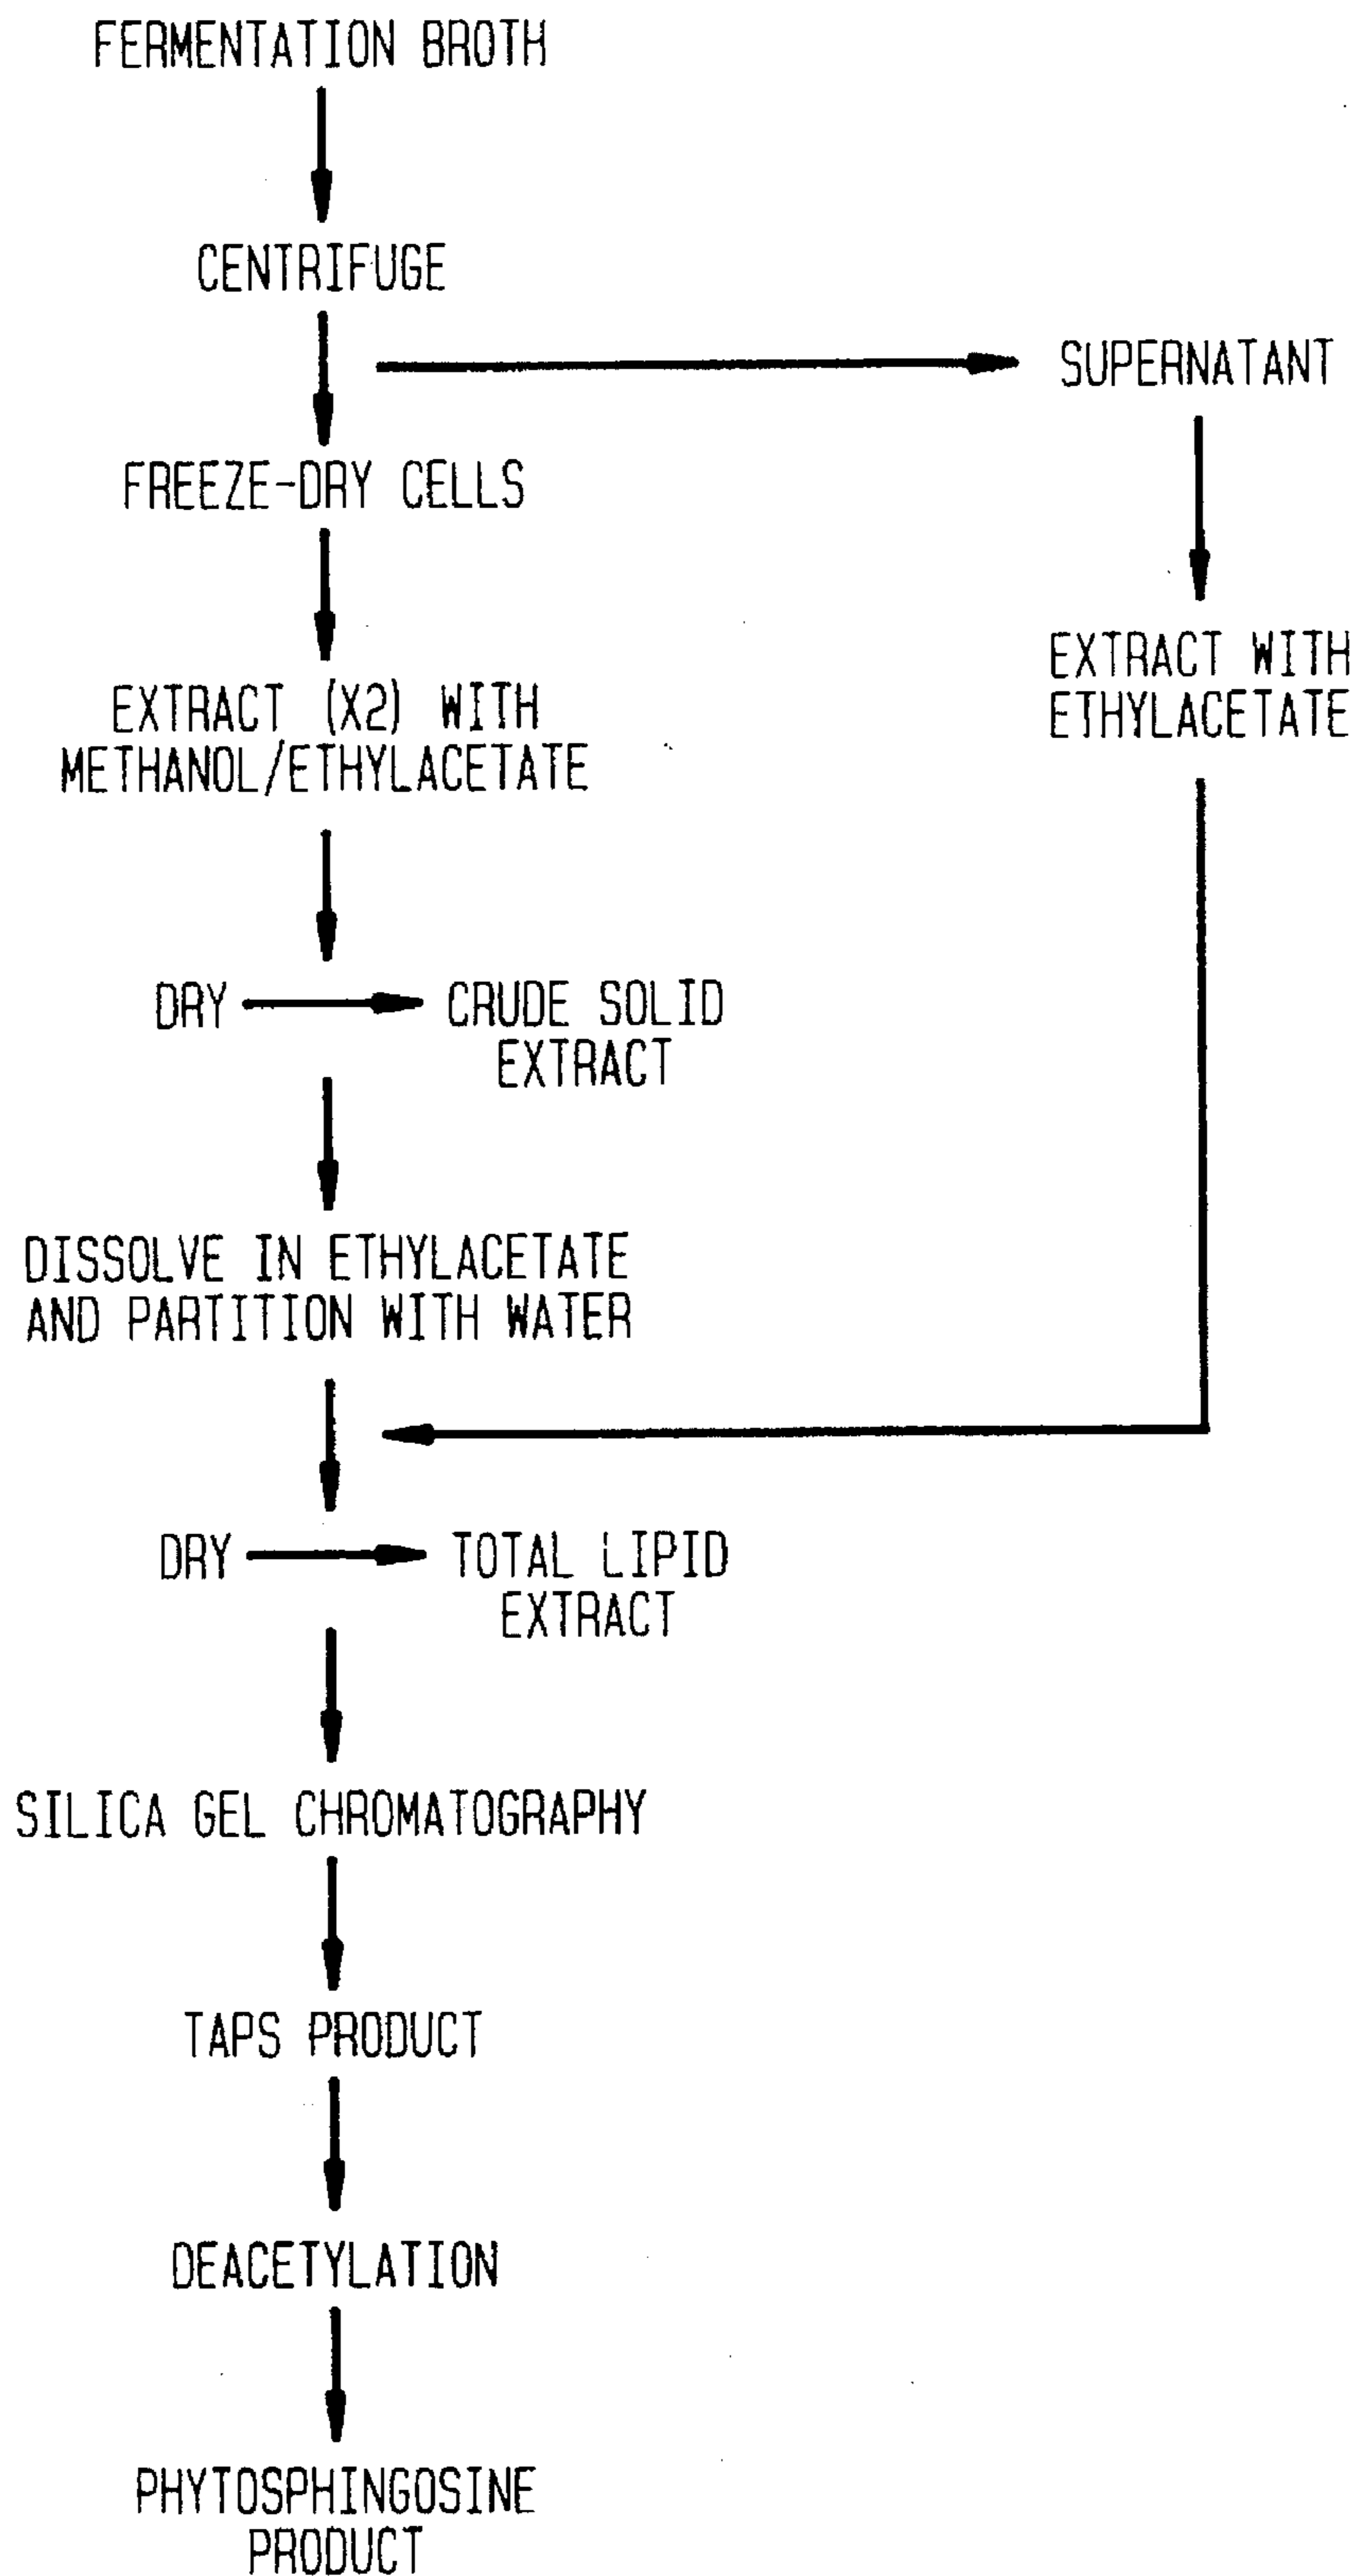 FERMENTATION BROTH
CENTRIFUGE
SUPERNATANT
FREEZE-DRY CELLS
EXTRACT WITH
ETHYLACETATE
EXTRACT (X2) WITH
METHANOL/ETHYLACETATE
DRY
CRUDE SOLID
EXTRACT
DISSOLVE IN ETHYLACETATE
AND PARTITION WITH WATER
DRY
TOTAL LIPID
EXTRACT
SILICA GEL CHROMATOGRAPHY
TAPS PRODUCT
DEACETYLATION
PHYTOSPHINGOSINE
PRODUCT